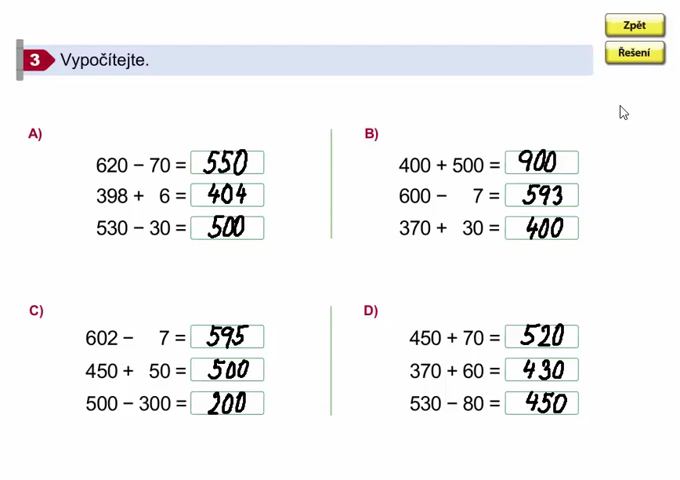 Zpět
Řešení
3 Vypočítejte.
A)
620 − 70 = 550
398 + 6 = 404
530 − 30 = 500
B)
400 + 500 = 900
600 − 7 = 593
370 + 30 = 400
C)
602 − 7 = 595
450 + 50 = 500
500 − 300 = 200
D)
450 + 70 = 520
370 + 60 = 430
530 − 80 = 450